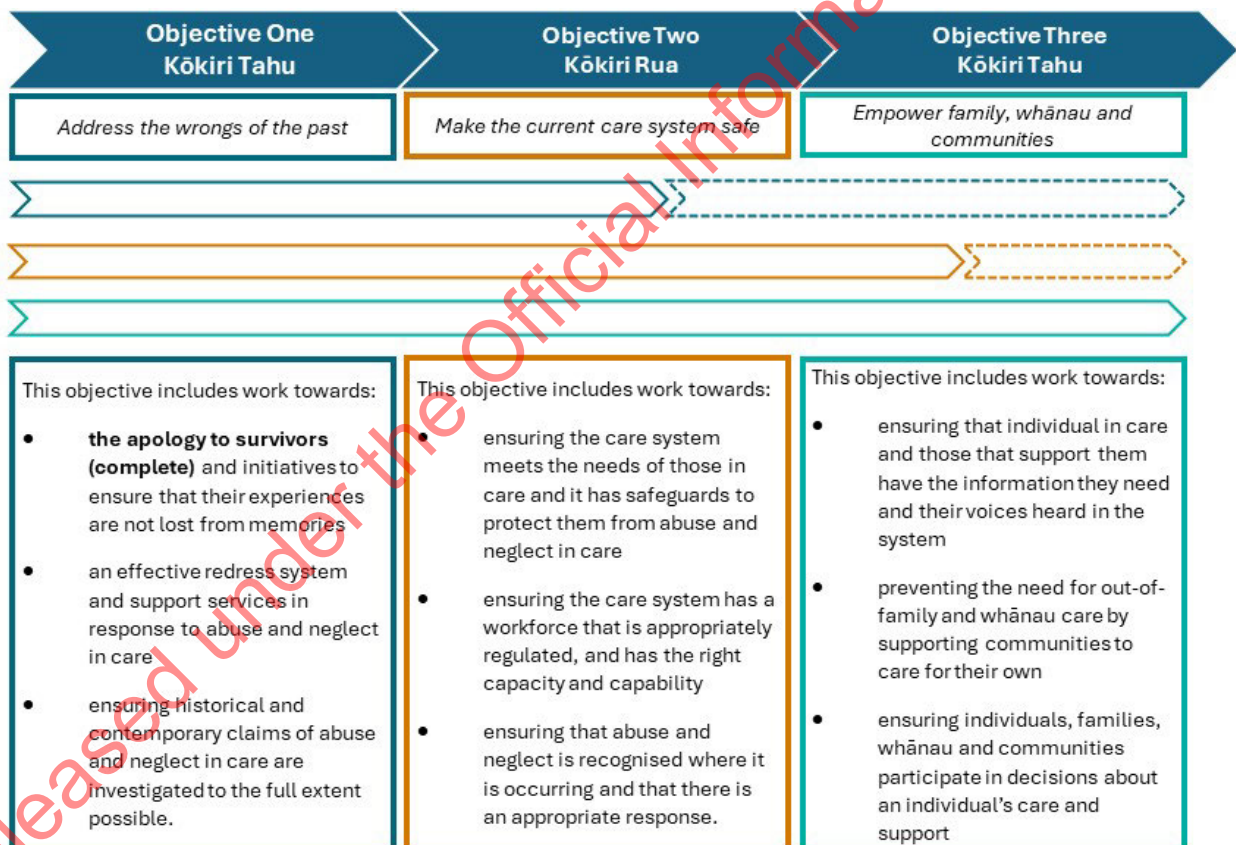 Objective One
Kōkiri Tahu
Objective Two
Kōkiri Rua
Objective Three
Kōkiri Tahu
Address the wrongs of the past
Make the current care system safe
Empower family, whānau and
communities
This objective includes work towards:
• the apology to survivors
(complete) and initiatives to
ensure that their experiences
are not lost from memories
• an effective redress system
and support services in
response to abuse and neglect
in care
• ensuring historical and
contemporary claims of abuse
and neglect in care are
investigated to the full extent
possible.
This objective includes work towards:
• ensuring the care system
meets the needs of those in
care and it has safeguards to
protect them from abuse and
neglect in care
• ensuring the care system has a
workforce that is appropriately
regulated, and has the right
capacity and capability
• ensuring that abuse and
neglect is recognised where it
is occurring and that there is
an appropriate response.
This objective includes work towards:
• ensuring that individual in care
and those that support them
have the information they need
and their voices heard in the
system
• preventing the need for out-of-
family and whānau care by
supporting communities to
care for their own
• ensuring individuals, families,
whānau and communities
participate in decisions about
an individual's care and
support
eased under the Official Informa